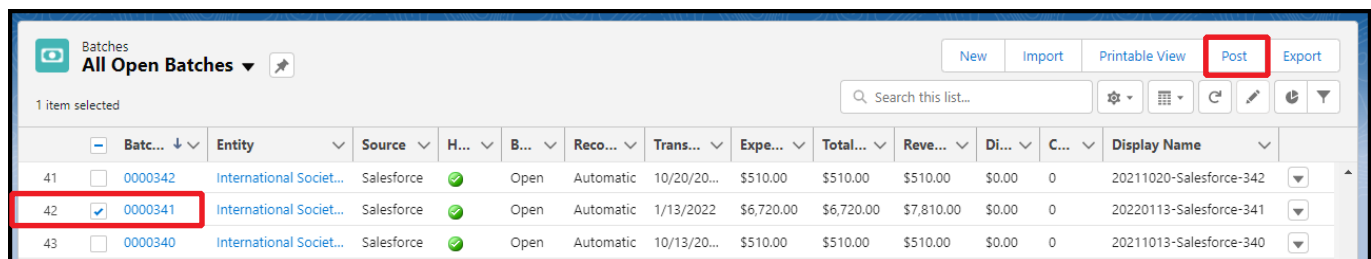 Batches
All Open Batches
New Import Printable View Post Export
1 item selected
Search this list...
Batc... Entity Source H... B... Reco... Trans... Expe... Total... Reve... Di... C... Display Name
41 0000342 International Societ... Salesforce Open Automatic 10/20/20... $510.00 $510.00 $510.00 $0.00 0 20211020-Salesforce-342
42 0000341 International Societ... Salesforce Open Automatic 1/13/2022 $6,720.00 $6,720.00 $7,810.00 $0.00 0 20220113-Salesforce-341
43 0000340 International Societ... Salesforce Open Automatic 10/13/20... $510.00 $510.00 $510.00 $0.00 0 20211013-Salesforce-340